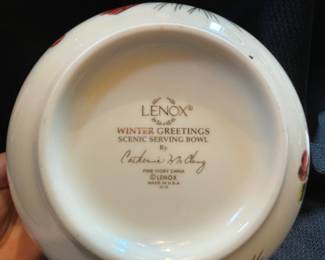 LENOX®
WINTER GREETINGS
SCENIC SERVING BOWL
By
Catherine McClung
FINE IVORY CHINA
©LENOX
MADE IN U.S.A.